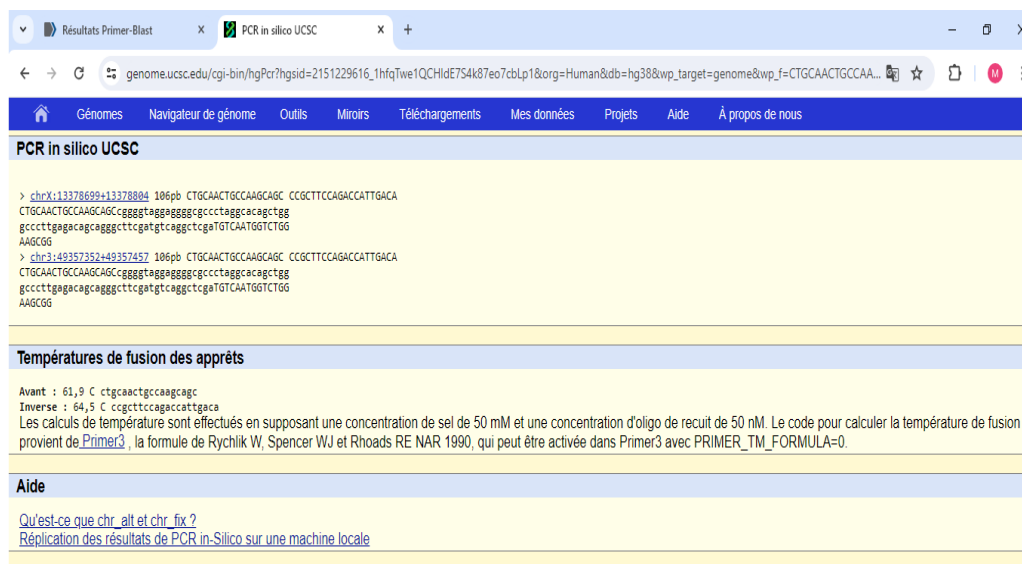 Résultats Primer-Blast
PCR in silico UCSC
genome.ucsc.edu/cgi-bin/hgPcr?hgsid=2151229616_1hfqTwe1QCHIdE7S4k87eo7cbLp1&org=Human&db=hg38&wp_target=genome&wp_f=CTGCAACTGCCAA...
M
Génomes Navigateur de génome Outils Miroirs Téléchargements Mes données Projets Aide À propos de nous
PCR in silico UCSC
> chrX:13378699+13378804 106pb CTGCAACTGCCAAGCAGC CCGCTTCCAGACCATTGACA
CTGCAACTGCCAAGCAGCcggggtaggaggggcgccctaggcacagctgg
gcccttgagacagcagggcttcgatgtcaggctcgaTGTCAATGGTCTGG
AAGCGG
> chr3:49357352+49357457 106pb CTGCAACTGCCAAGCAGC CCGCTTCCAGACCATTGACA
CTGCAACTGCCAAGCAGCcggggtaggaggggcgccctaggcacagctgg
gcccttgagacagcagggcttcgatgtcaggctcgaTGTCAATGGTCTGG
AAGCGG
Températures de fusion des apprêts
Avant : 61,9 C ctgcaactgccaagcagc
Inverse : 64,5 C ccgcttccagaccattgaca
Les calculs de température sont effectués en supposant une concentration de sel de 50 mM et une concentration d'oligo de recuit de 50 nM. Le code pour calculer la température de fusion
provient de Primer3 , la formule de Rychlik W, Spencer WJ et Rhoads RE NAR 1990, qui peut être activée dans Primer3 avec PRIMER_TM_FORMULA=0.
Aide
Qu'est-ce que chr_alt et chr_fix ?
Réplication des résultats de PCR in-Silico sur une machine locale